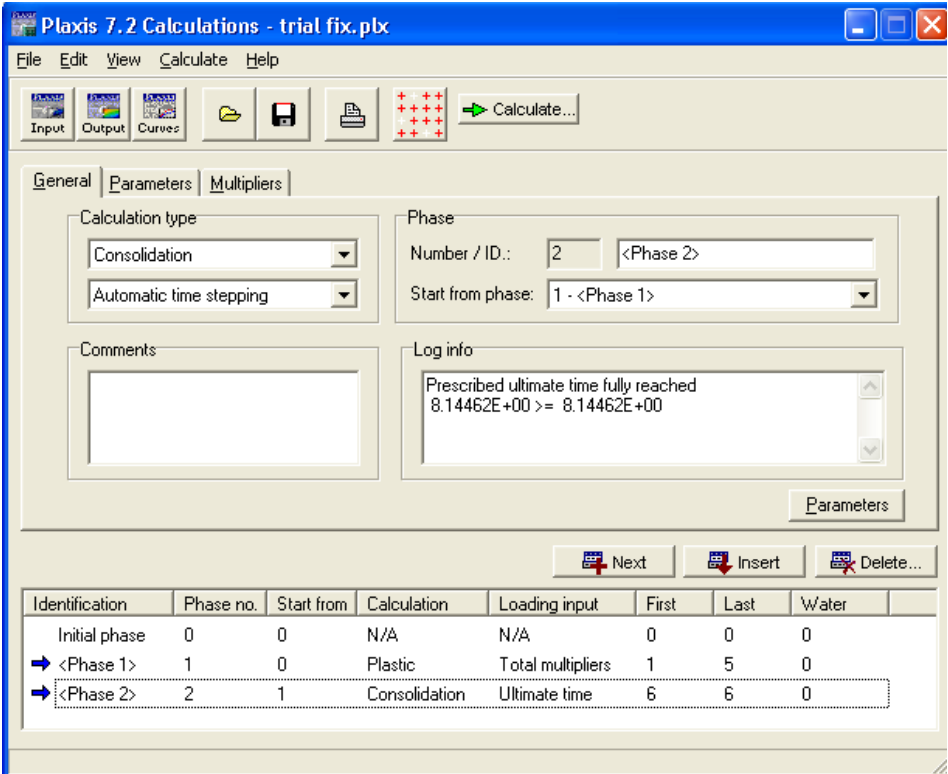 Plaxis 7.2 Calculations - trial fix.plx
File Edit View Calculate Help
Input Output Curves Calculate...
General Parameters Multipliers
Calculation type
Consolidation
Automatic time stepping
Phase
Number / ID.: 2 <Phase 2>
Start from phase: 1 - <Phase 1>
Comments
Log info
Prescribed ultimate time fully reached
8.14462E+00 >= 8.14462E+00
Parameters
Next Insert Delete...
Identification Phase no. Start from Calculation Loading input First Last Water
Initial phase 0 0 N/A N/A 0 0 0
<Phase 1> 1 0 Plastic Total multipliers 1 5 0
<Phase 2> 2 1 Consolidation Ultimate time 6 6 0